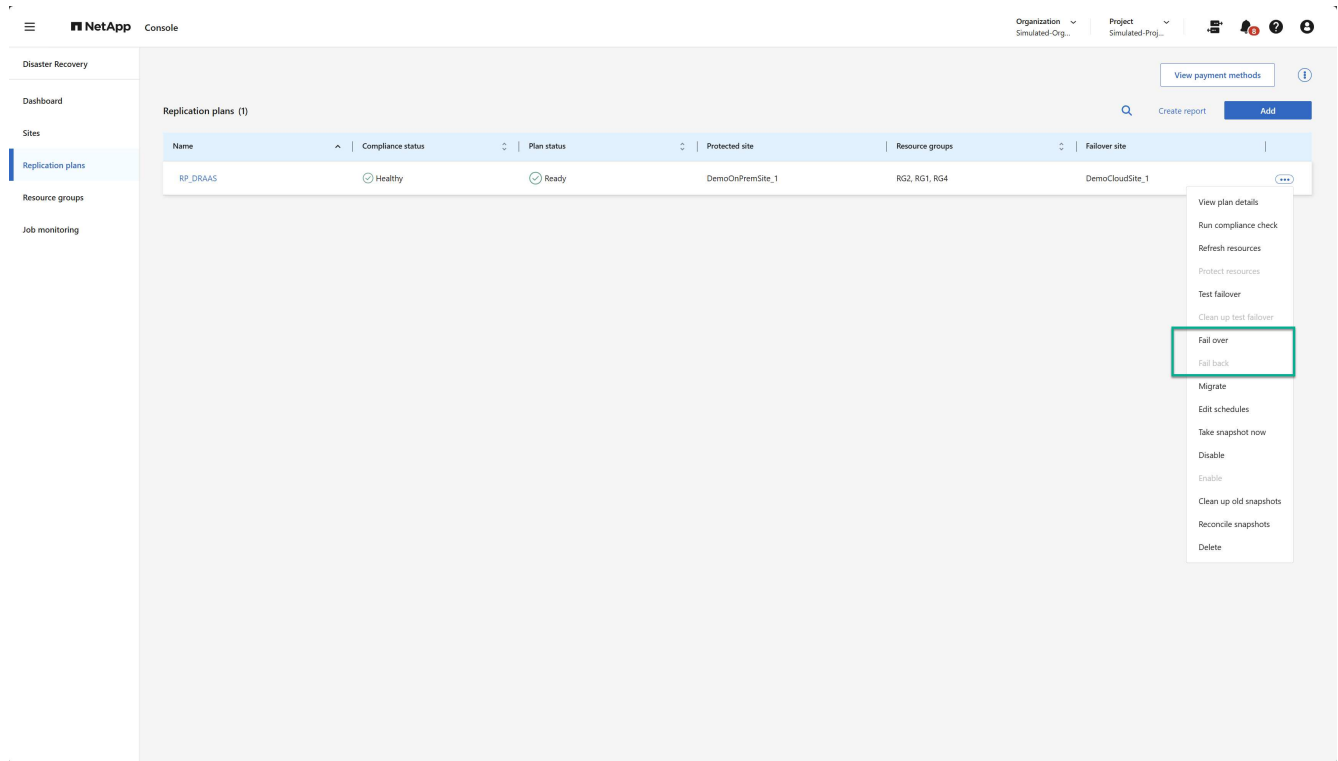 NetApp Console
Organization
Simulated-Org...
Project
Simulated-Proj...
8
Disaster Recovery
Dashboard
Sites
Replication plans
Resource groups
Job monitoring
View payment methods
Replication plans (1)
Create report
Add
Name
Compliance status
Plan status
Protected site
Resource groups
Failover site
RP_DRAAS
Healthy
Ready
DemoOnPremSite_1
RG2, RG1, RG4
DemoCloudSite_1
View plan details
Run compliance check
Refresh resources
Protect resources
Test failover
Clean up test failover
Fail over
Fail back
Migrate
Edit schedules
Take snapshot now
Disable
Enable
Clean up old snapshots
Reconcile snapshots
Delete